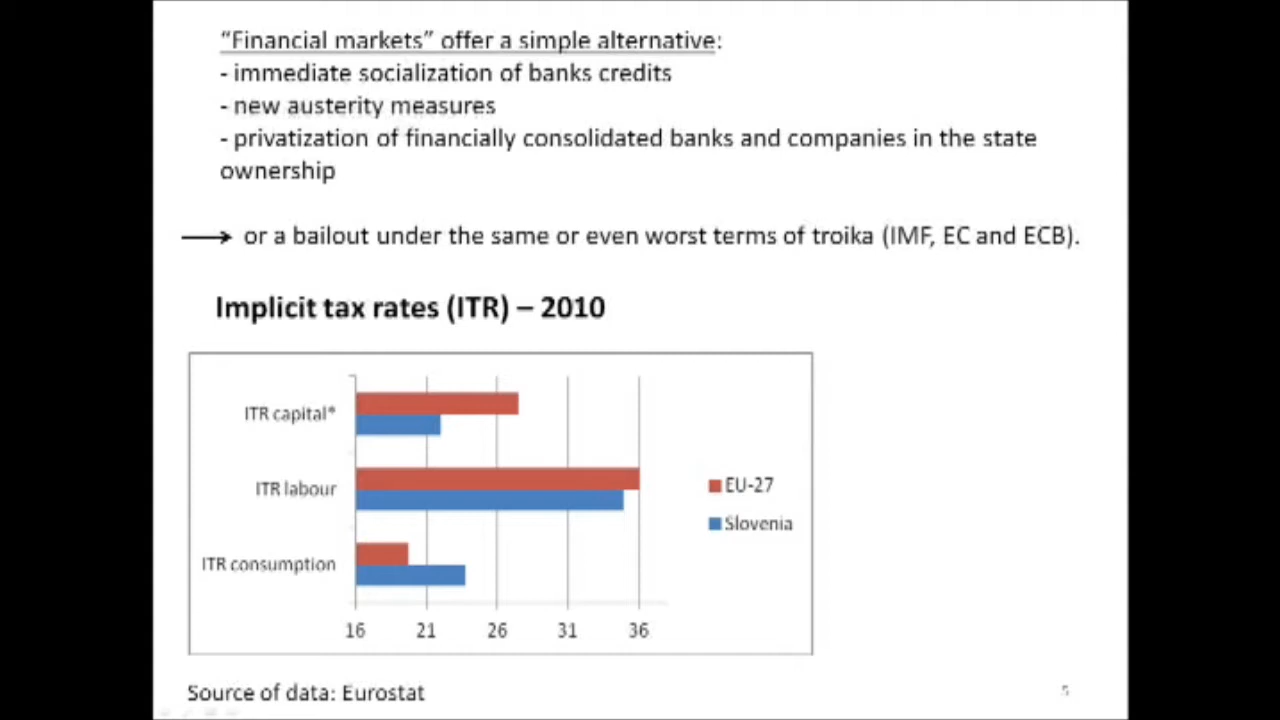 “Financial markets” offer a simple alternative:
- immediate socialization of banks credits
- new austerity measures
- privatization of financially consolidated banks and companies in the state
ownership
or a bailout under the same or even worst terms of troika (IMF, EC and ECB).
Implicit tax rates (ITR) – 2010
ITR capital*
ITR labour
ITR consumption
EU-27
Slovenia
16 21 26 31 36
Source of data: Eurostat
5